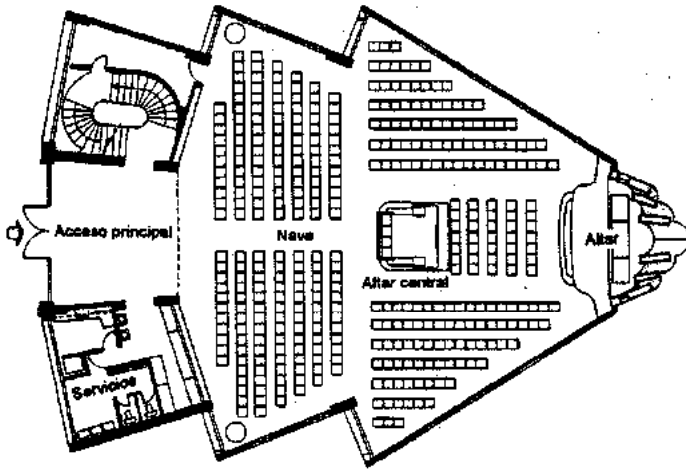 Acceso principal
Nave
Altar
Altar central
Servicios